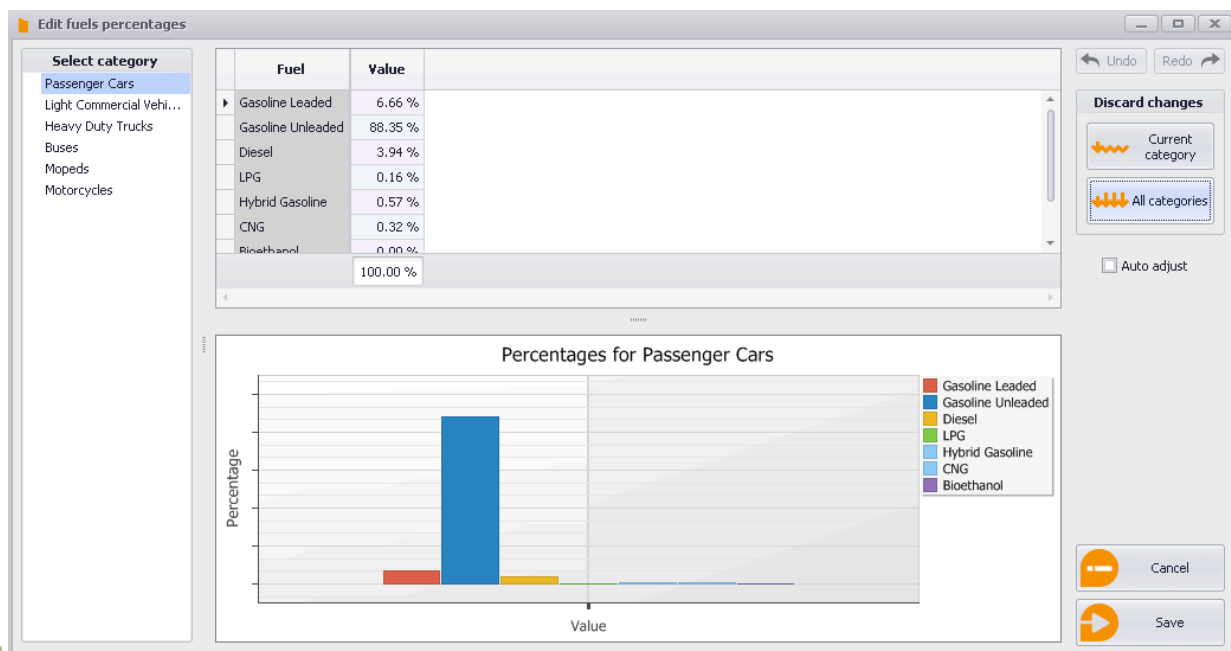 Edit fuels percentages
Select category
Passenger Cars
Light Commercial Vehi...
Heavy Duty Trucks
Buses
Mopeds
Motorcycles
Fuel Value
Gasoline Leaded 6.66 %
Gasoline Unleaded 88.35 %
Diesel 3.94 %
LPG 0.16 %
Hybrid Gasoline 0.57 %
CNG 0.32 %
Bioethanol 0.00 %
100.00 %
Undo Redo
Discard changes
Current
category
All categories
Auto adjust
Percentages for Passenger Cars
Percentage
Value
Gasoline Leaded
Gasoline Unleaded
Diesel
LPG
Hybrid Gasoline
CNG
Bioethanol
Cancel
Save